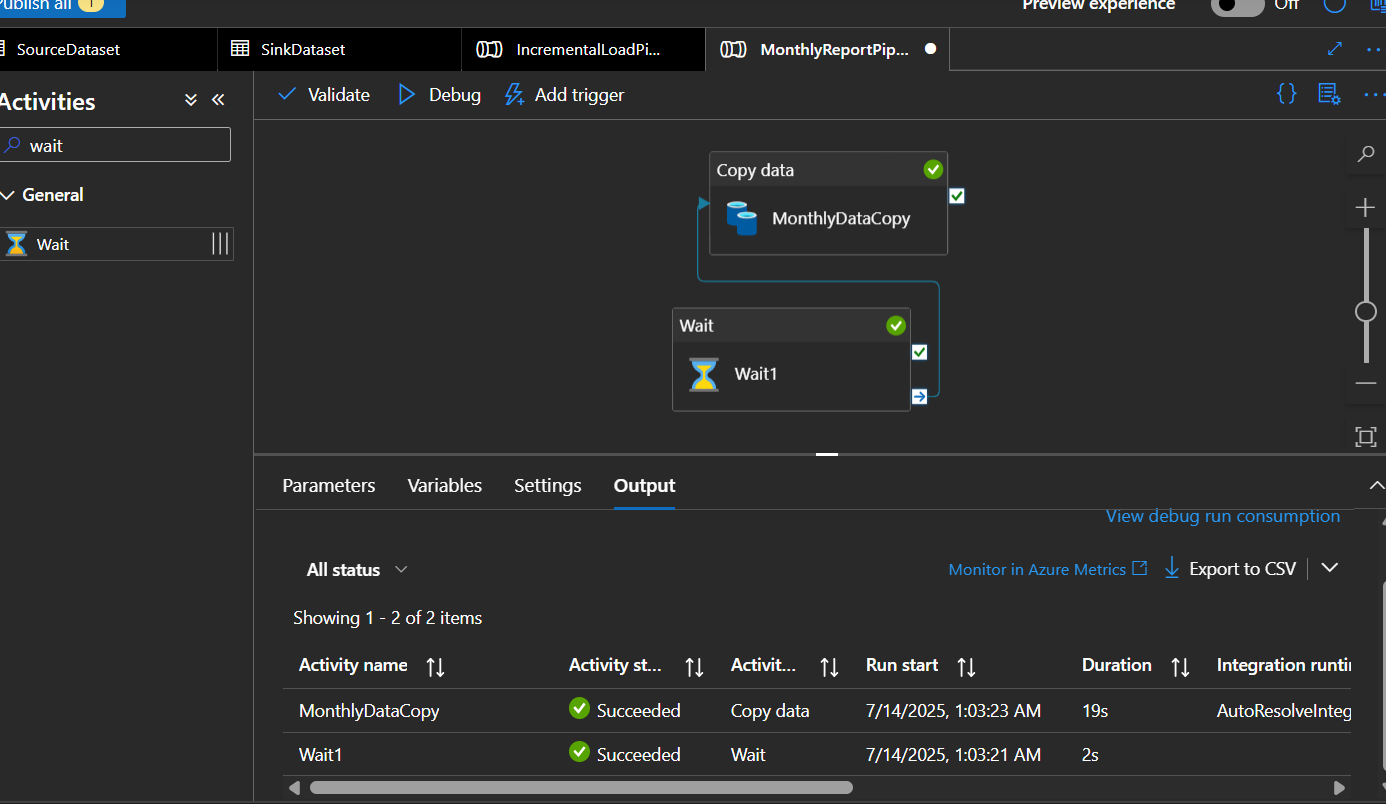 Publish all 1
Preview experience Off
SourceDataset SinkDataset IncrementalLoadPi... MonthlyReportPip...
Activities
Validate Debug Add trigger
wait
General
Wait
Copy data
MonthlyDataCopy
Wait
Wait1
Parameters Variables Settings Output
View debug run consumption
All status
Monitor in Azure Metrics Export to CSV
Showing 1 - 2 of 2 items
Activity name Activity st... Activit... Run start Duration Integration runti
MonthlyDataCopy Succeeded Copy data 7/14/2025, 1:03:23 AM 19s AutoResolveInteg
Wait1 Succeeded Wait 7/14/2025, 1:03:21 AM 2s